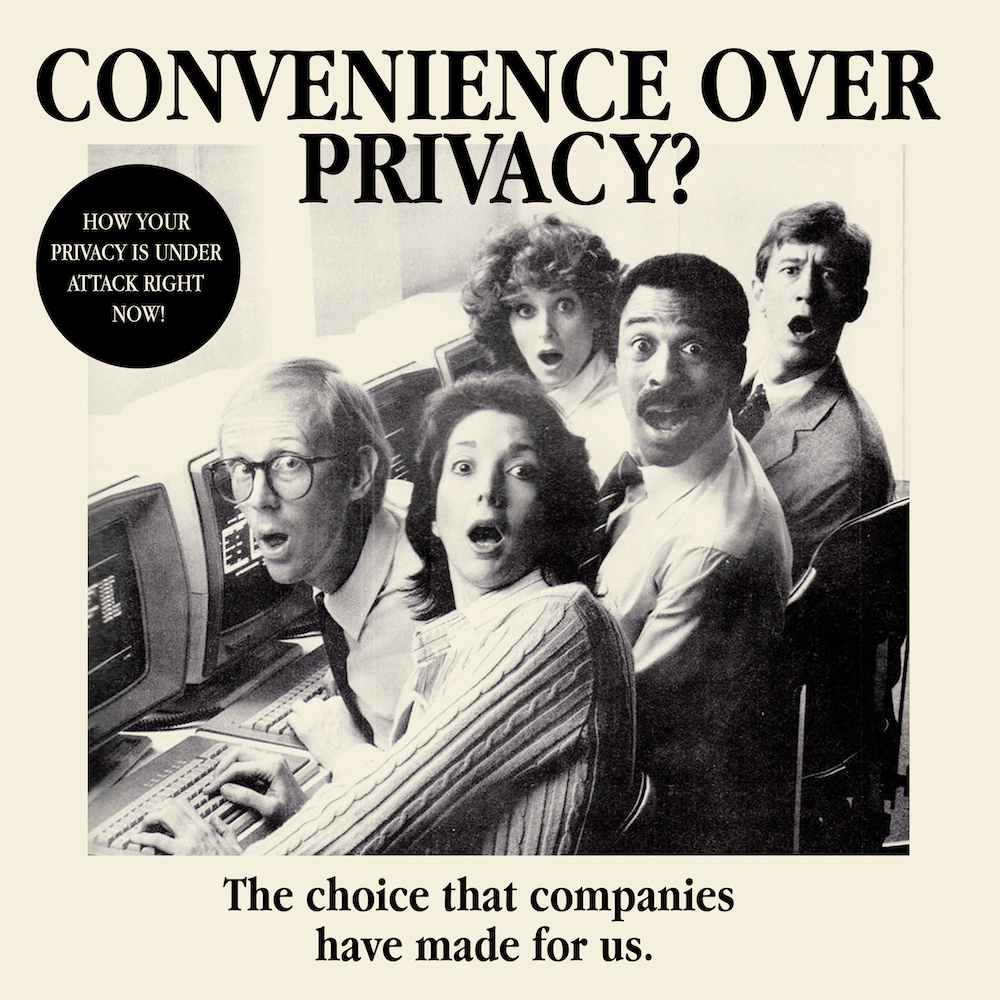 CONVENIENCE OVER
PRIVACY?
HOW YOUR
PRIVACY IS UNDER
ATTACK RIGHT
NOW!
The choice that companies
have made for us.